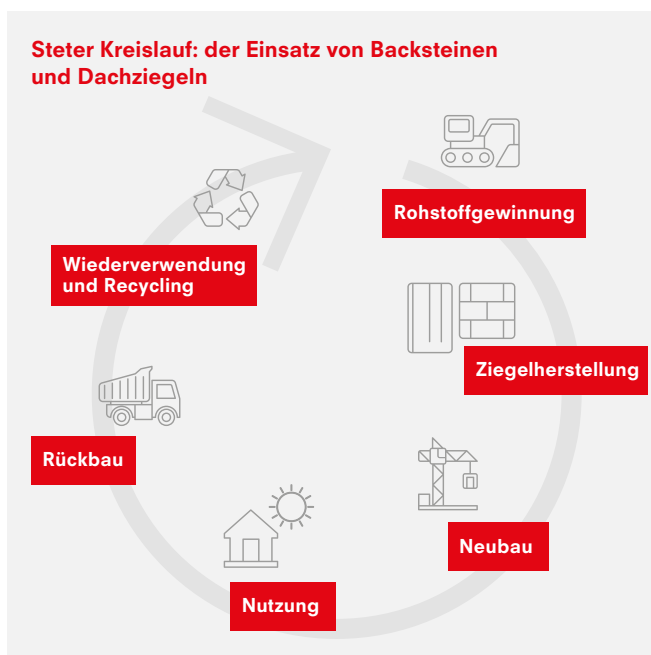 Steter Kreislauf: der Einsatz von Backsteinen
und Dachziegeln
Rohstoffgewinnung
Wiederverwendung
und Recycling
Ziegelherstellung
Rückbau
Neubau
Nutzung